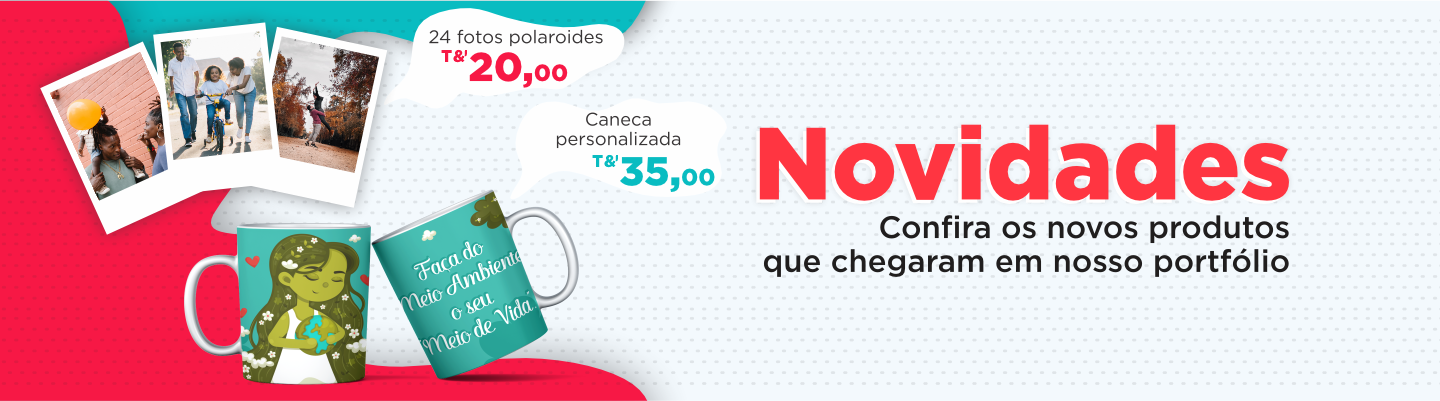 24 fotos polaroides
T&' 20,00
Caneca
personalizada
T&' 35,00
Novidades
Confira os novos produtos
que chegaram em nosso portfólio
Faça do
Meio Ambiente
o seu
Meio de Vida